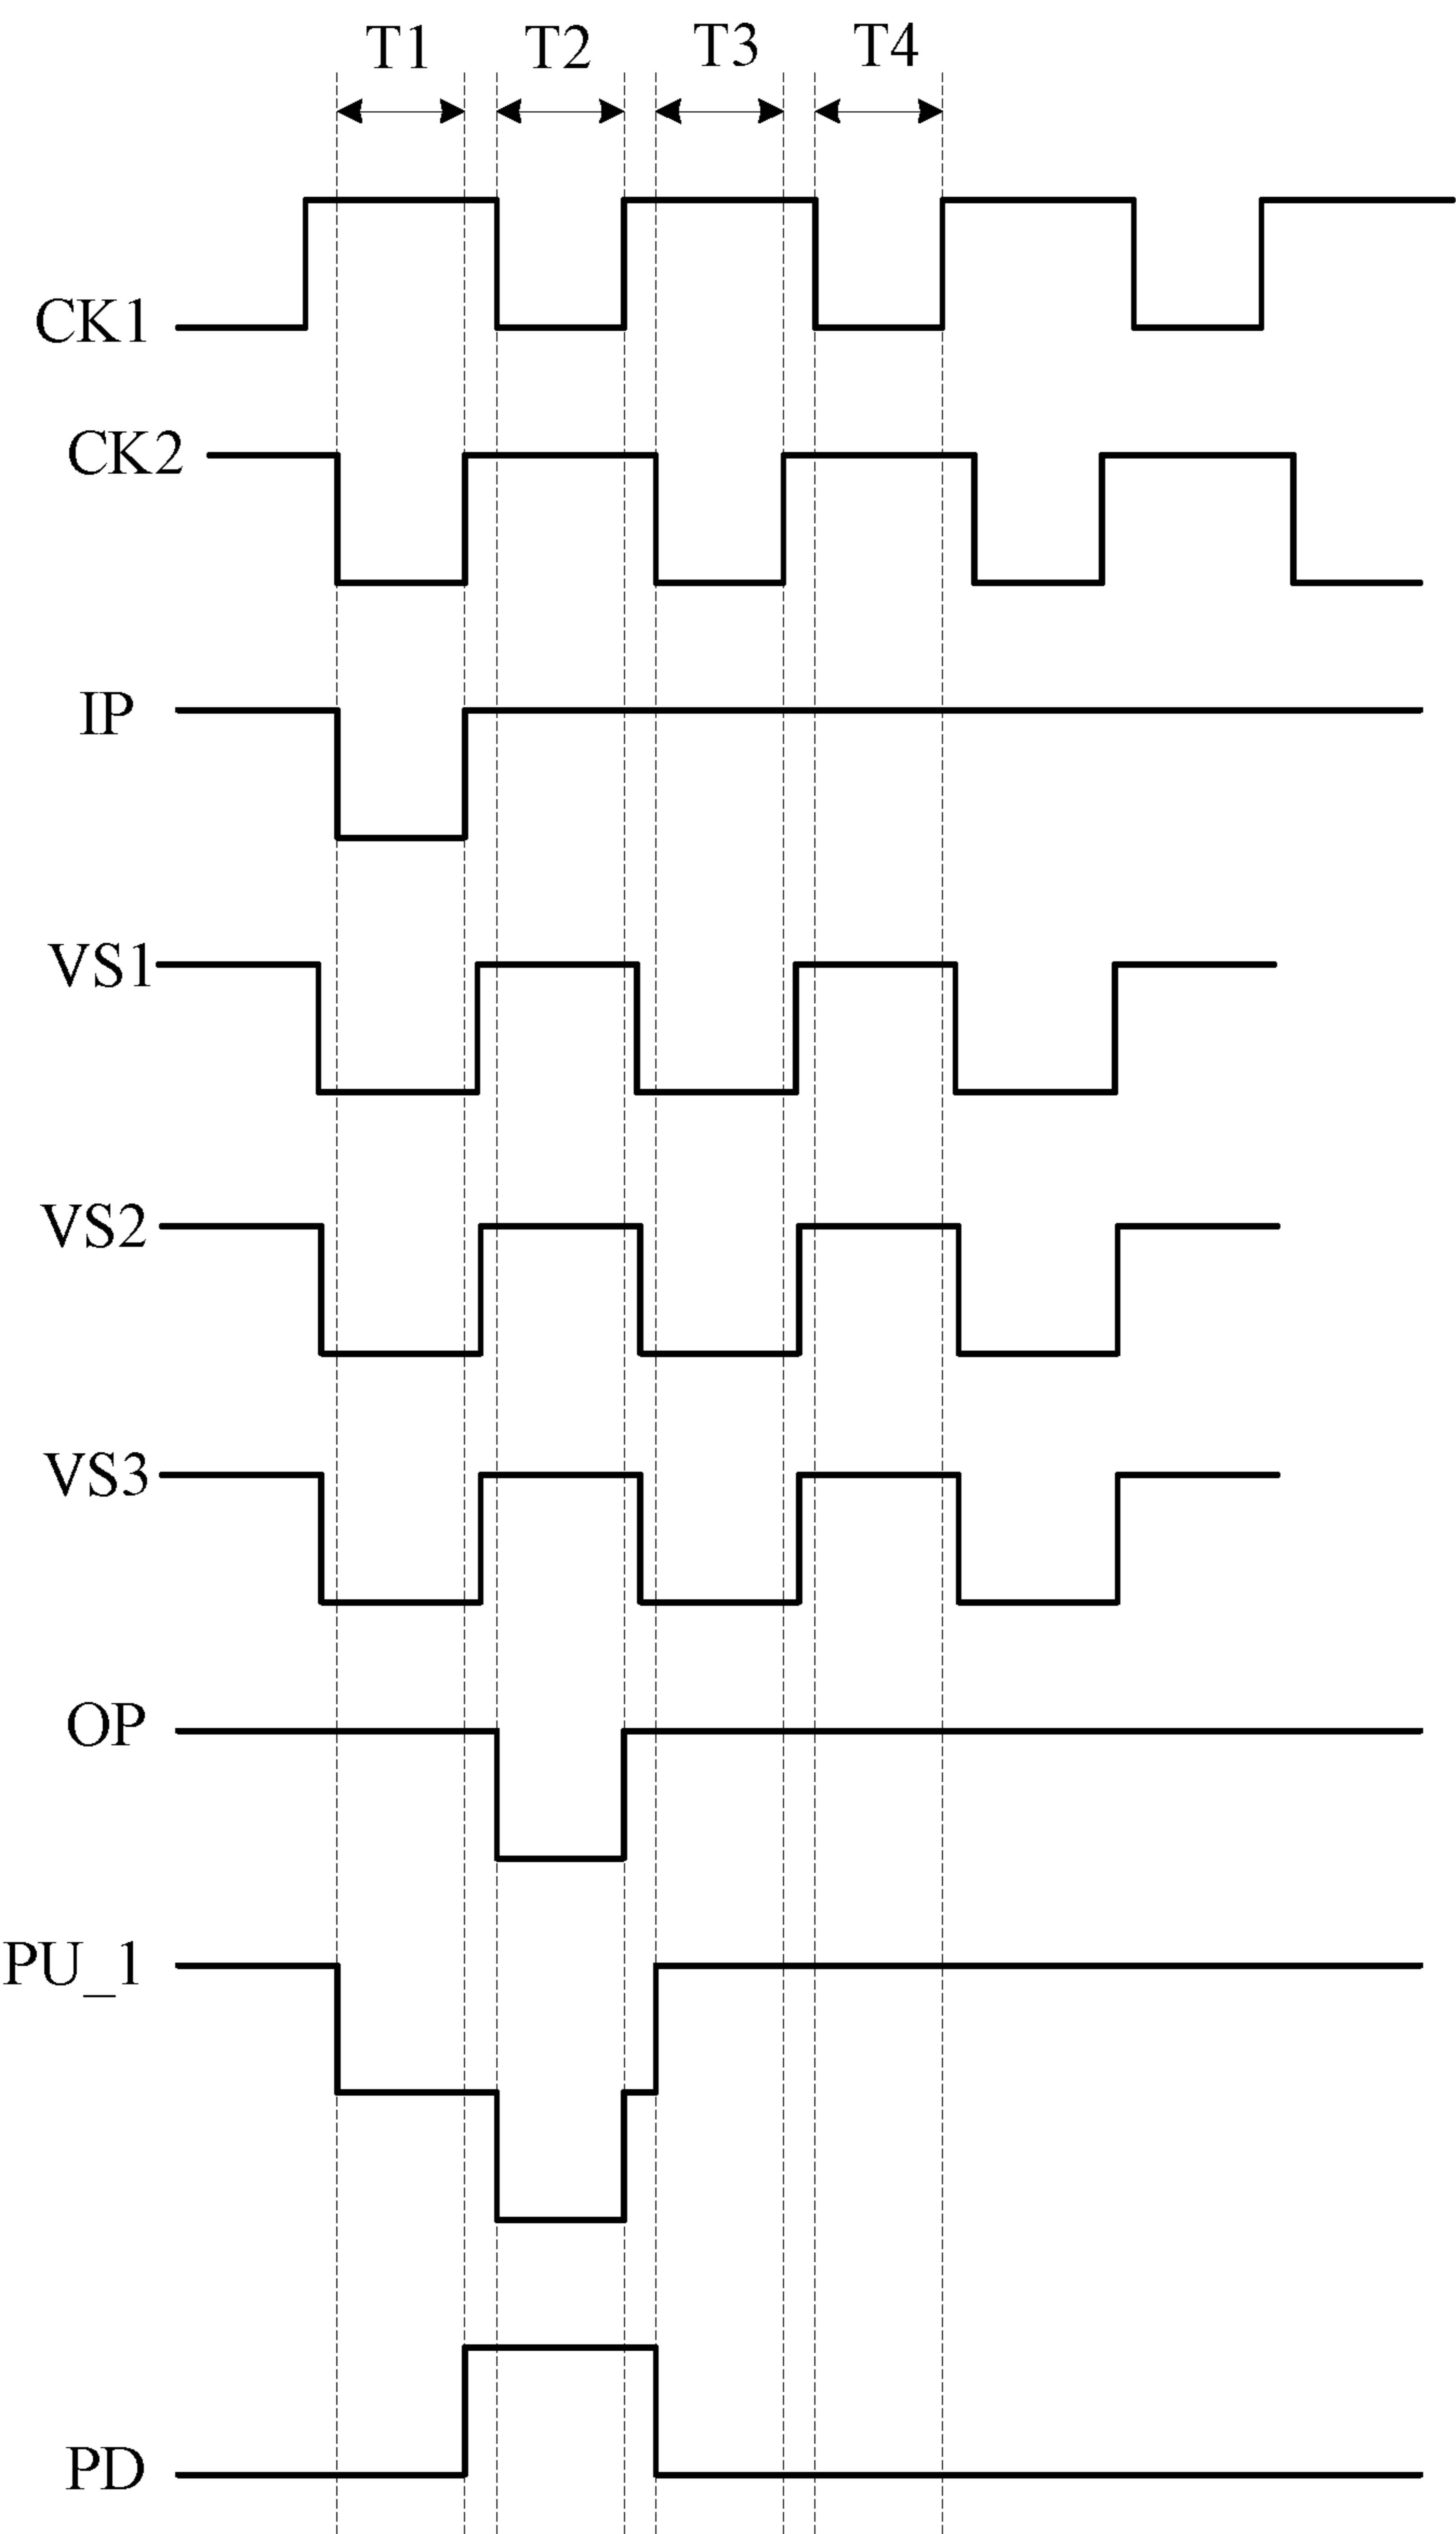 T1 T2 T3 T4
CK1
CK2
IP
VS1
VS2
VS3
OP
PU_1
PD